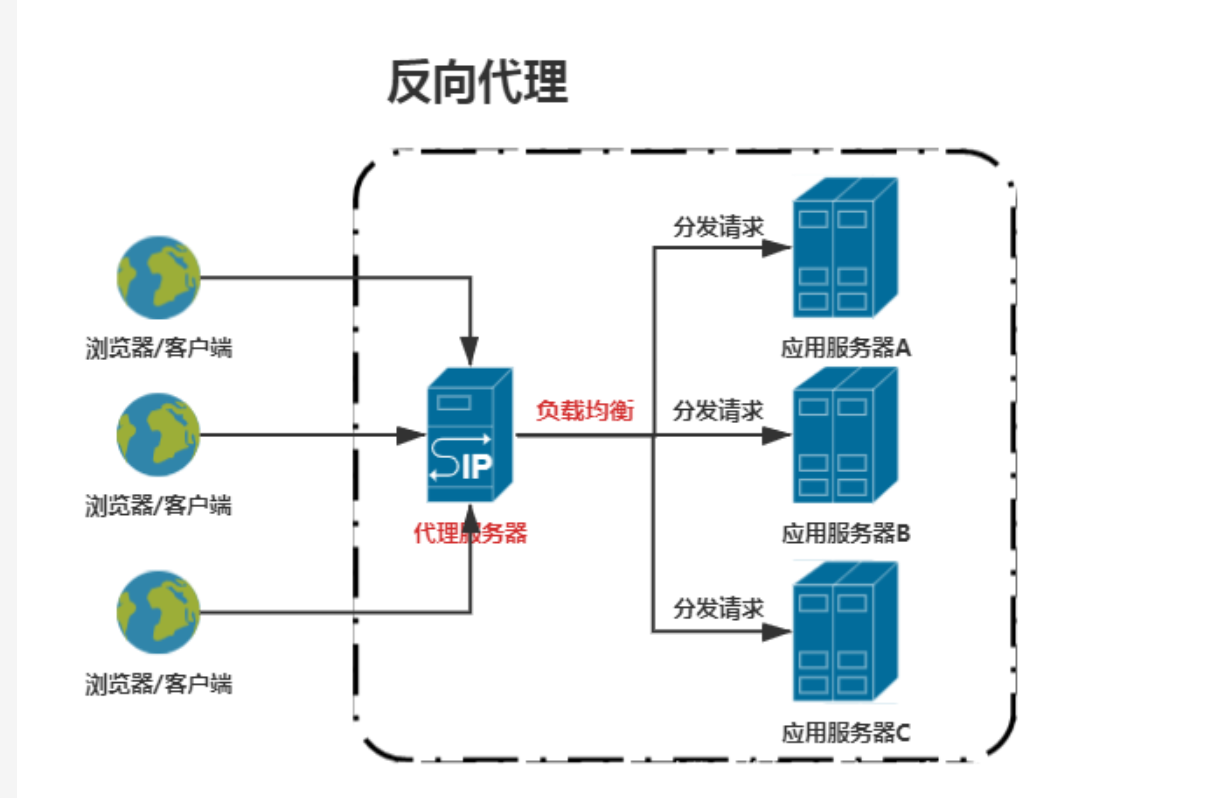 反向代理
分发请求
浏览器/客户端
应用服务器A
负载均衡
分发请求
IP
浏览器/客户端
代理服务器
应用服务器B
分发请求
浏览器/客户端
应用服务器C